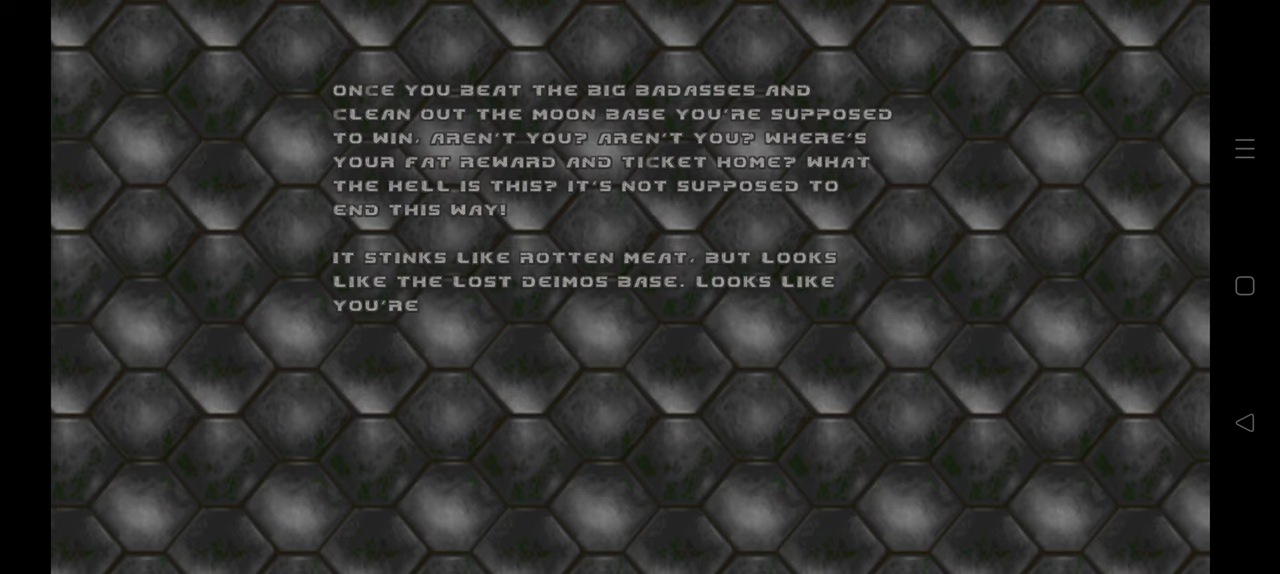 ONCE YOU BEAT THE BIG BADASSES AND
CLEAN OUT THE MOON BASE YOU'RE SUPPOSED
TO WIN, AREN'T YOU? AREN'T YOU? WHERE'S
YOUR FAT REWARD AND TICKET HOME? WHAT
THE HELL IS THIS? IT'S NOT SUPPOSED TO
END THIS WAY!
IT STINKS LIKE ROTTEN MEAT, BUT LOOKS
LIKE THE LOST DEIMOS BASE. LOOKS LIKE
YOU'RE